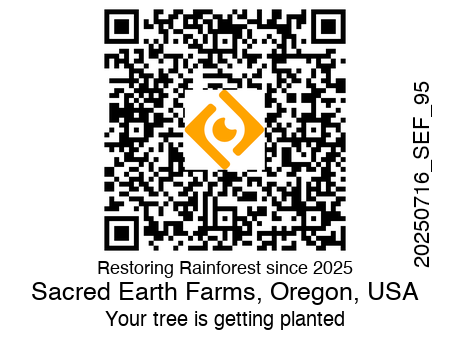 Restoring Rainforest since 2025
Sacred Earth Farms, Oregon, USA
Your tree is getting planted
20250716_SEF_95